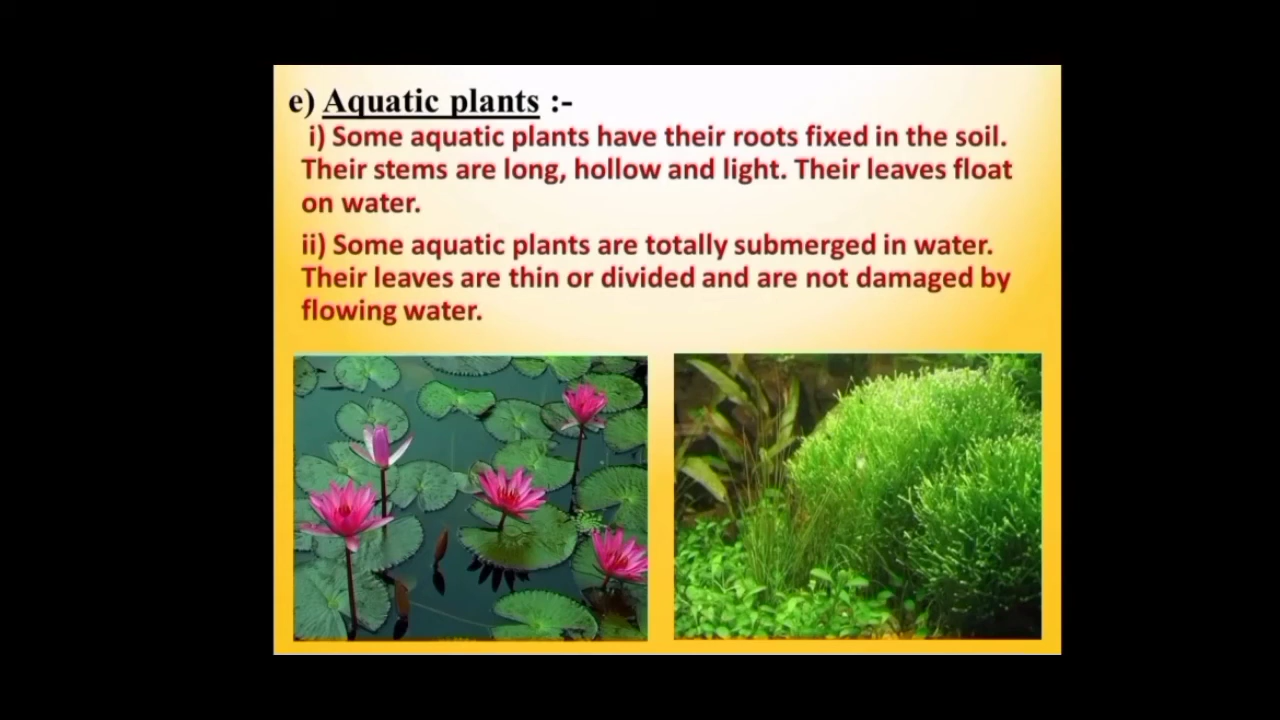 e) Aquatic plants :-
i) Some aquatic plants have their roots fixed in the soil.
Their stems are long, hollow and light. Their leaves float
on water.
ii) Some aquatic plants are totally submerged in water.
Their leaves are thin or divided and are not damaged by
flowing water.